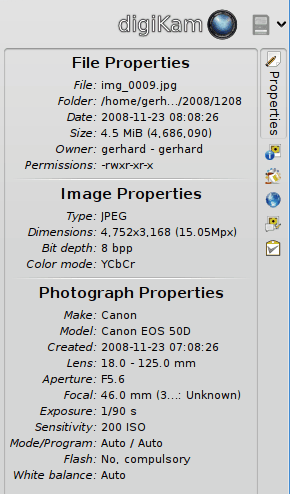 digiKam
File Properties
File: img_0009.jpg
Folder: /home/gerh.../2008/1208
Date: 2008-11-23 08:08:26
Size: 4.5 MiB (4,686,090)
Owner: gerhard - gerhard
Permissions: -rwxr-xr-x
Image Properties
Type: JPEG
Dimensions: 4,752x3,168 (15.05Mpx)
Bit depth: 8 bpp
Color mode: YCbCr
Photograph Properties
Make: Canon
Model: Canon EOS 50D
Created: 2008-11-23 07:08:26
Lens: 18.0 - 125.0 mm
Aperture: F5.6
Focal: 46.0 mm (3...: Unknown)
Exposure: 1/90 s
Sensitivity: 200 ISO
Mode/Program: Auto / Auto
Flash: No, compulsory
White balance: Auto
Properties